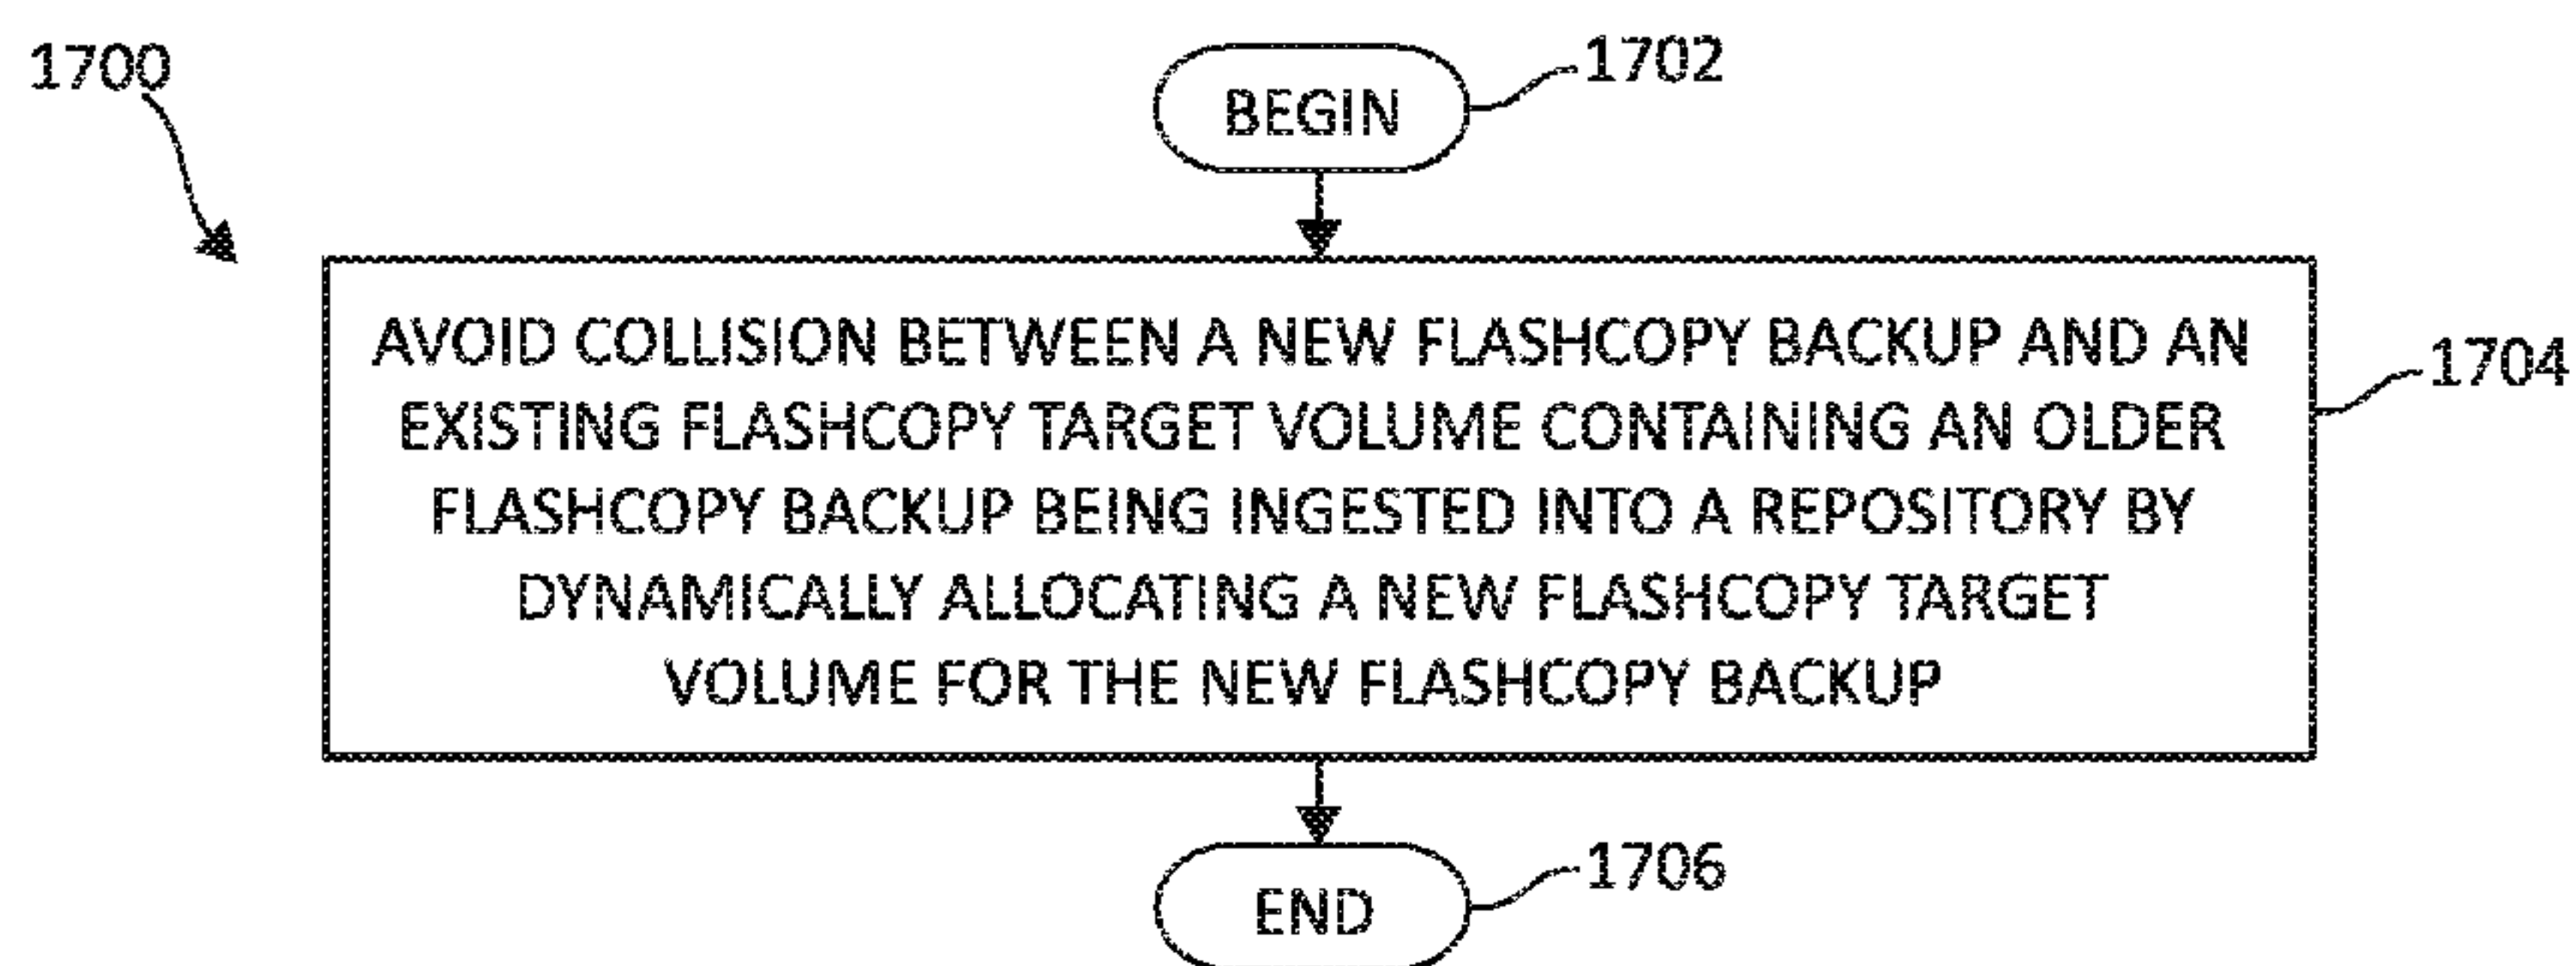 1700
BEGIN
1702
AVOID COLLISION BETWEEN A NEW FLASHCOPY BACKUP AND AN
EXISTING FLASHCOPY TARGET VOLUME CONTAINING AN OLDER
FLASHCOPY BACKUP BEING INGESTED INTO A REPOSITORY BY
DYNAMICALLY ALLOCATING A NEW FLASHCOPY TARGET
VOLUME FOR THE NEW FLASHCOPY BACKUP
1704
END
1706